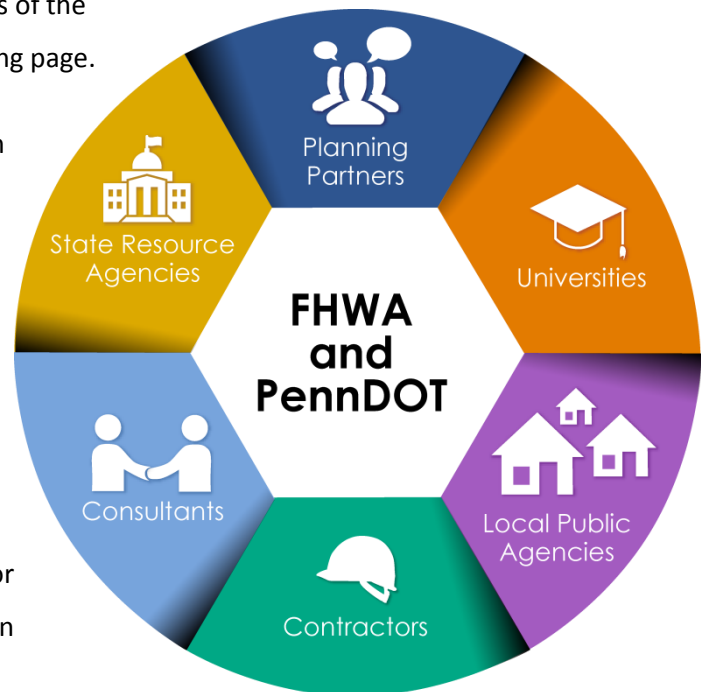 s of the
ng page.
n
or
n
Planning
Partners
Universities
Local Public
Agencies
Contractors
Consultants
State Resource
Agencies
FHWA
and
PennDOT